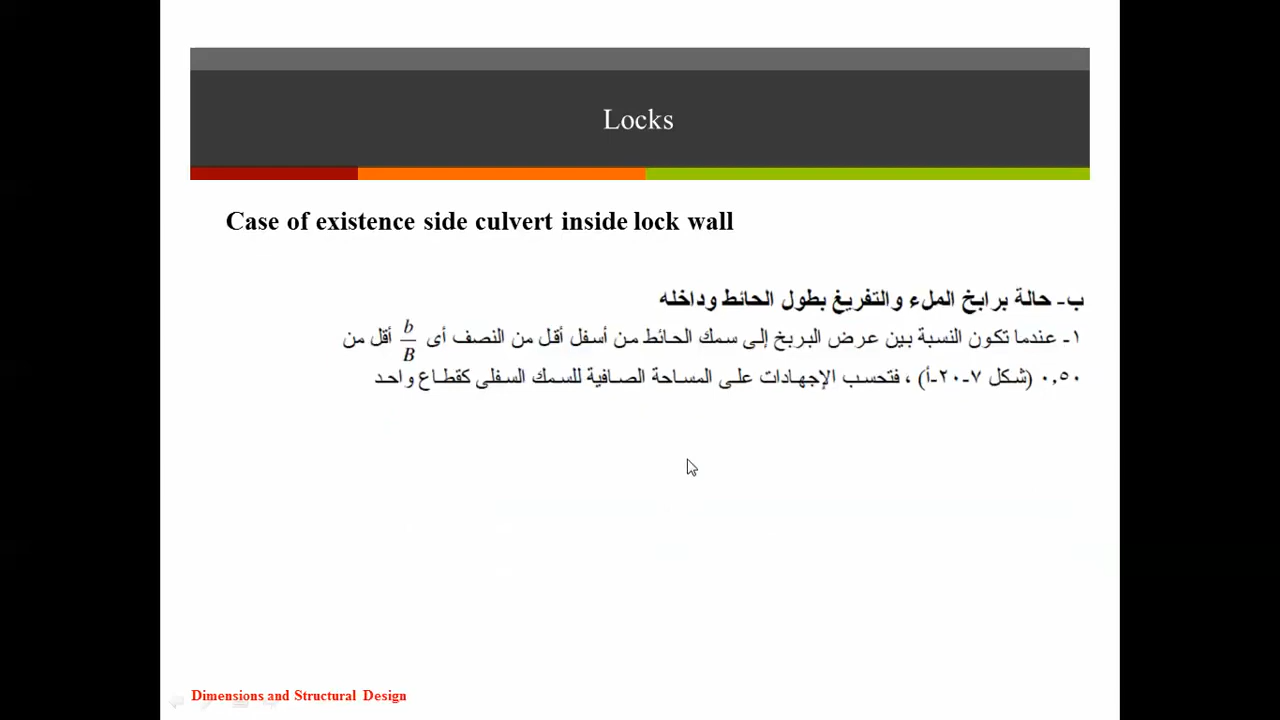 Locks
Case of existence side culvert inside lock wall
ب- حالة برابخ الملء والتفريغ بطول الحائط وداخله
١- عندما تكون النسبة بين عرض البربخ إلى سمك الحائط من أسفل أقل من النصف أى b/B أقل من
٠,٥٠ (شكل ٧-٢٠-أ) ، فتحسب الإجهادات على المساحة الصافية للسمك السفلى كقطاع واحد
Dimensions and Structural Design